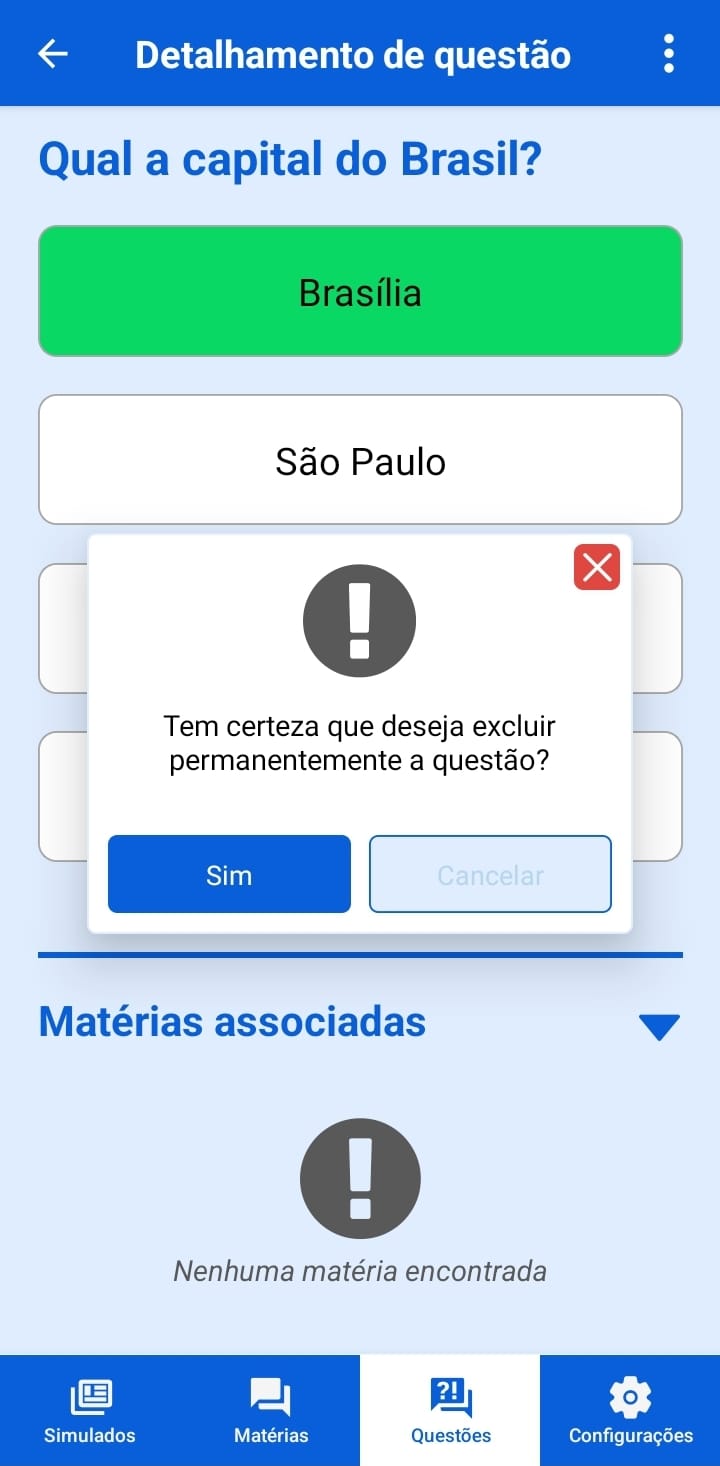 Detalhamento de questão
Qual a capital do Brasil?
Brasília
São Paulo
Tem certeza que deseja excluir
permanentemente a questão?
Sim
Cancelar
Matérias associadas
Nenhuma matéria encontrada
Simulados
Matérias
?!
Questões
Configurações